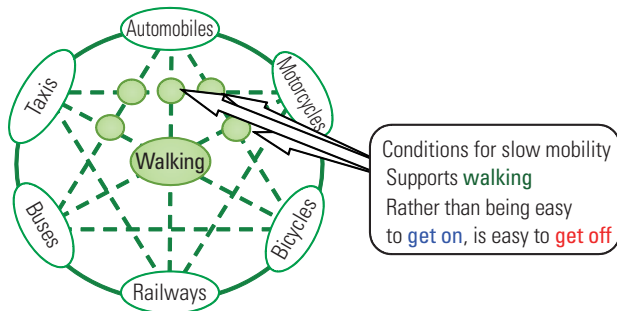 Automobiles
Taxis
Motorcycles
Walking
Buses
Bicycles
Railways
Conditions for slow mobility
Supports walking
Rather than being easy
to get on, is easy to get off